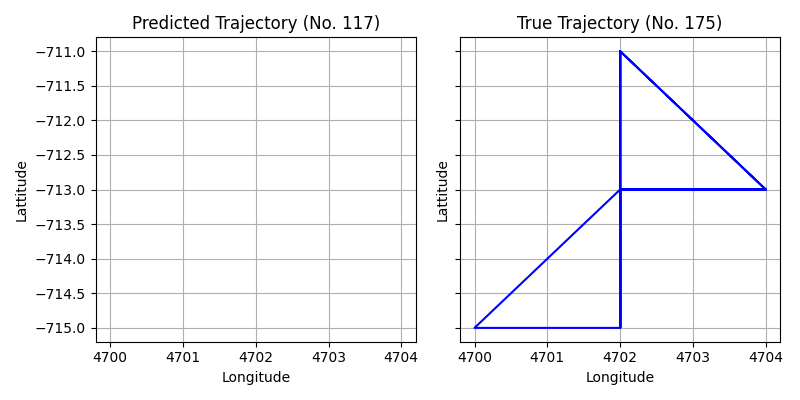 Predicted Trajectory (No. 117)
True Trajectory (No. 175)
Lattitude
−711.0
−711.5
−712.0
−712.5
−713.0
−713.5
−714.0
−714.5
−715.0
4700 4701 4702 4703 4704
Longitude
Lattitude
4700 4701 4702 4703 4704
Longitude